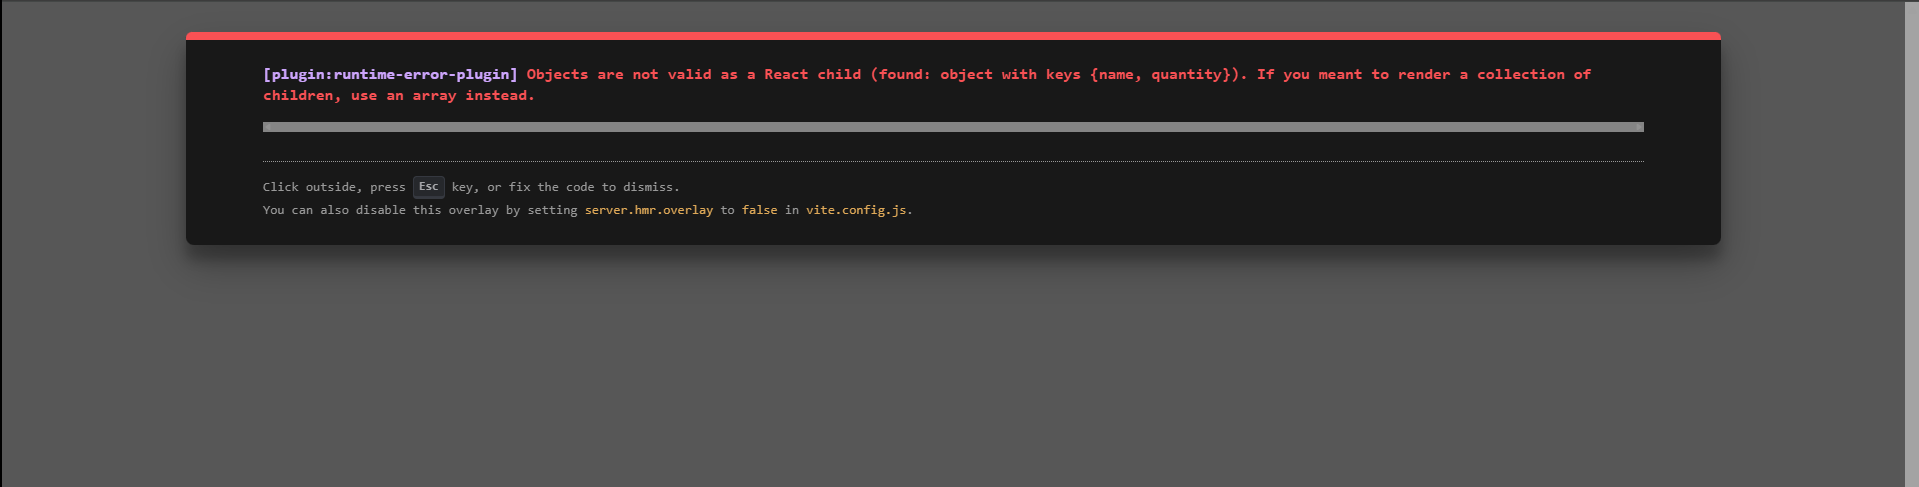 [plugin:runtime-error-plugin] Objects are not valid as a React child (found: object with keys {name, quantity}). If you meant to render a collection of
children, use an array instead.
Click outside, press Esc key, or fix the code to dismiss.
You can also disable this overlay by setting server.hmr.overlay to false in vite.config.js.